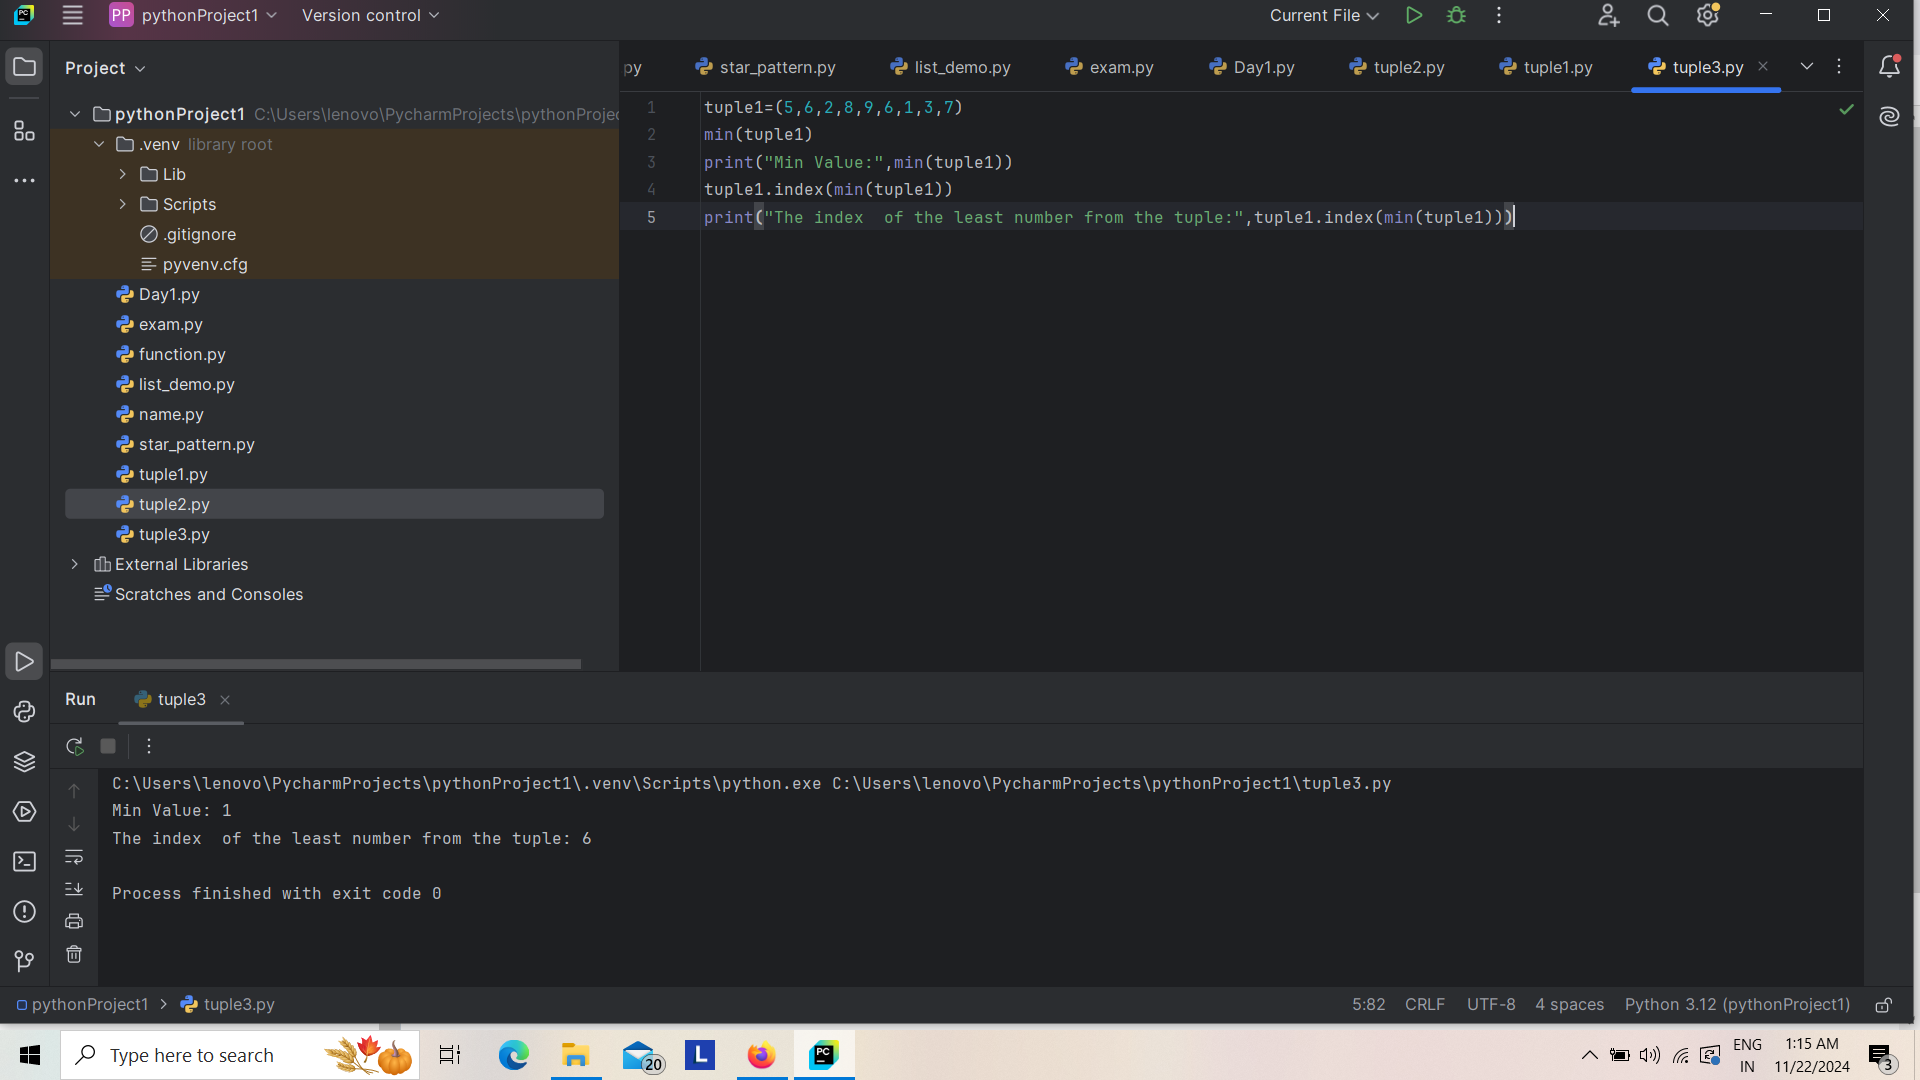 PP pythonProject1 Version control Current File
Project
py star_pattern.py list_demo.py exam.py Day1.py tuple2.py tuple1.py tuple3.py
pythonProject1 C:\Users\lenovo\PycharmProjects\pythonProjec
.venv library root
Lib
Scripts
.gitignore
pyvenv.cfg
Day1.py
exam.py
function.py
list_demo.py
name.py
star_pattern.py
tuple1.py
tuple2.py
tuple3.py
External Libraries
Scratches and Consoles
1 tuple1=(5,6,2,8,9,6,1,3,7)
2 min(tuple1)
3 print("Min Value:",min(tuple1))
4 tuple1.index(min(tuple1))
5 print("The index  of the least number from the tuple:",tuple1.index(min(tuple1)))
Run tuple3
C:\Users\lenovo\PycharmProjects\pythonProject1\.venv\Scripts\python.exe C:\Users\lenovo\PycharmProjects\pythonProject1\tuple3.py
Min Value: 1
The index  of the least number from the tuple: 6
Process finished with exit code 0
pythonProject1 > tuple3.py 5:82 CRLF UTF-8 4 spaces Python 3.12 (pythonProject1)
Type here to search 20 L PC ENG 1:15 AM
IN 11/22/2024 3